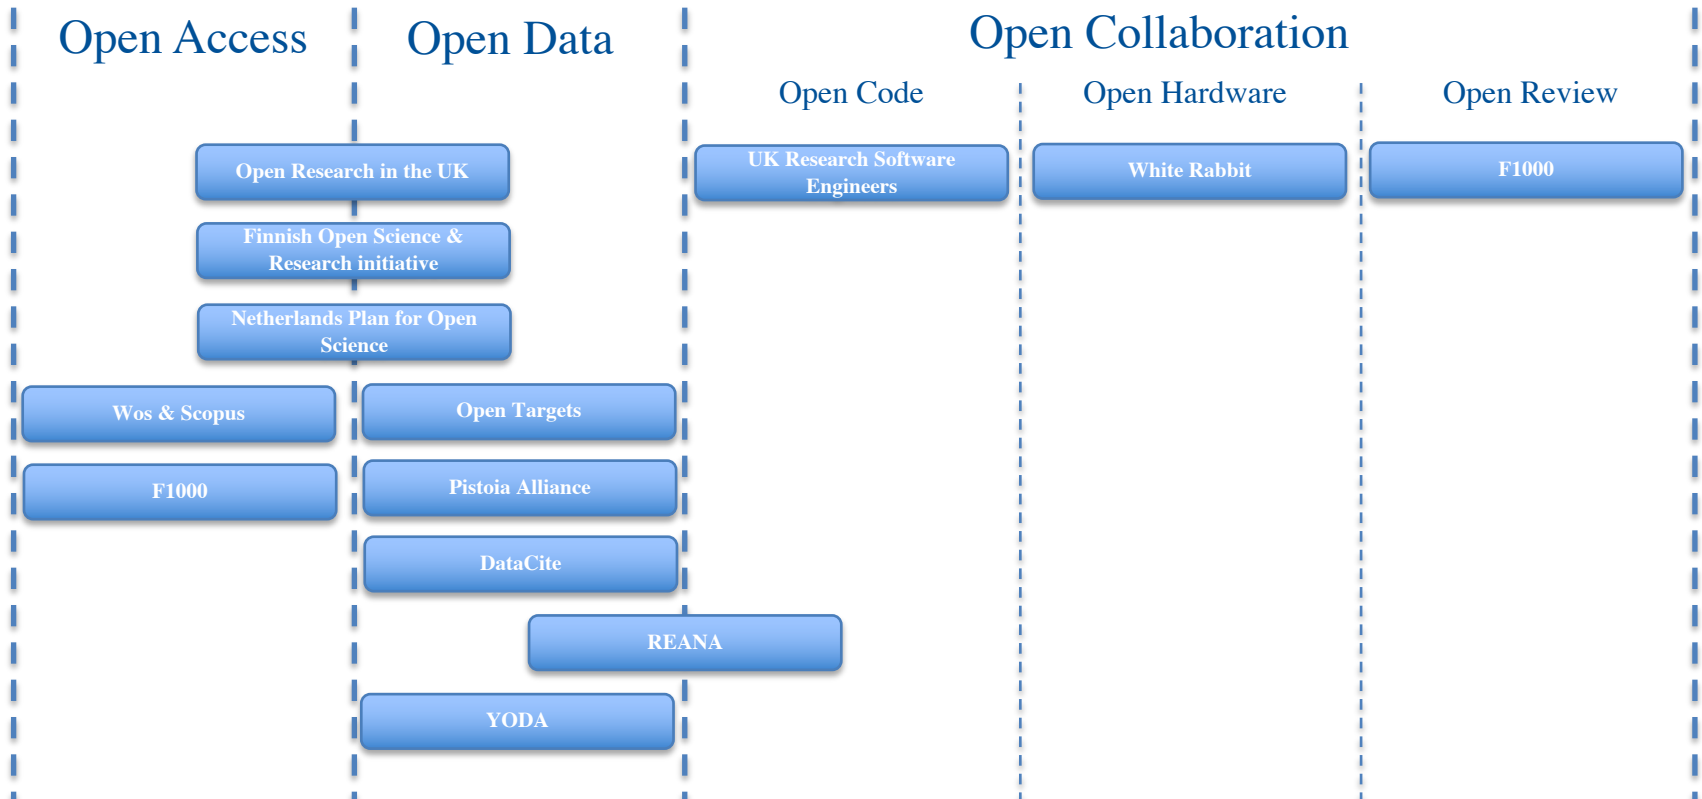 Open Access
Open Data
Open Collaboration
Open Code
Open Hardware
Open Review
Open Research in the UK
UK Research Software
Engineers
White Rabbit
F1000
Finnish Open Science &
Research initiative
Netherlands Plan for Open
Science
Wos & Scopus
Open Targets
F1000
Pistoia Alliance
DataCite
REANA
YODA